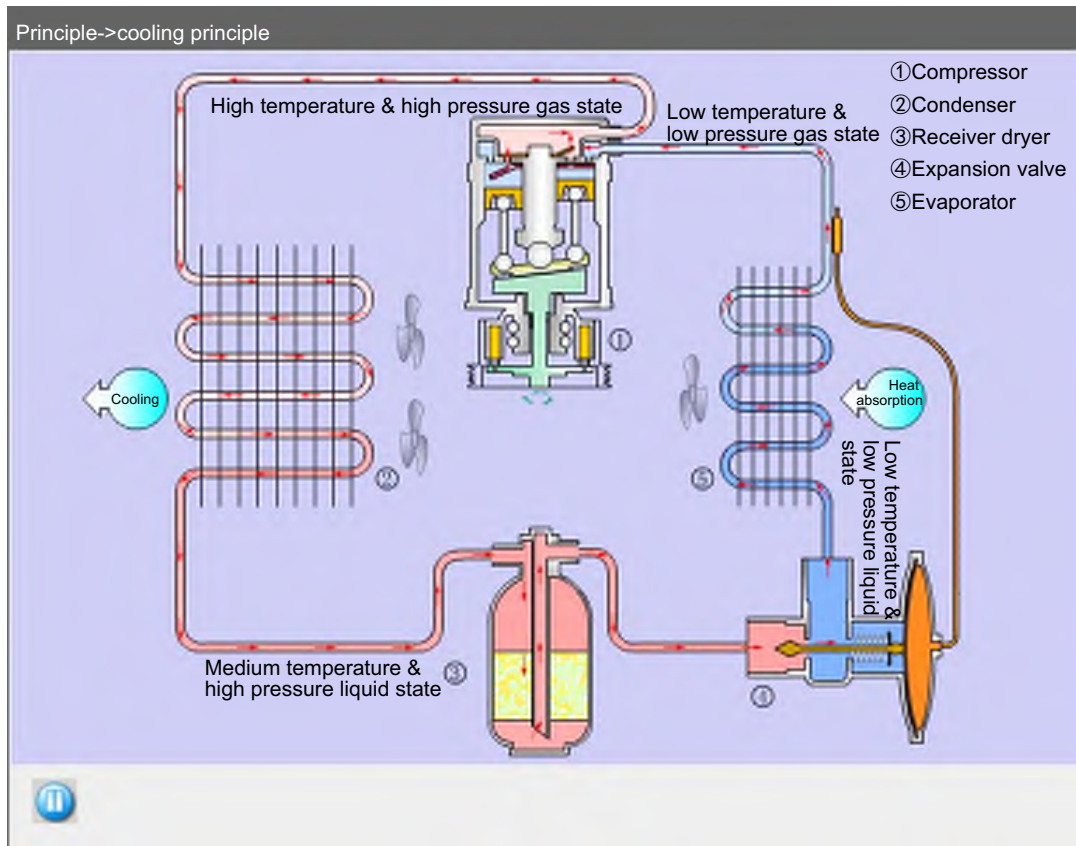 Principle->cooling principle
High temperature & high pressure gas state
Low temperature &
low pressure gas state
①Compressor
②Condenser
③Receiver dryer
④Expansion valve
⑤Evaporator
①
Cooling
Heat
absorption
②
⑤
Low temperature &
low pressure liquid
state
Medium temperature &
high pressure liquid state
③
④